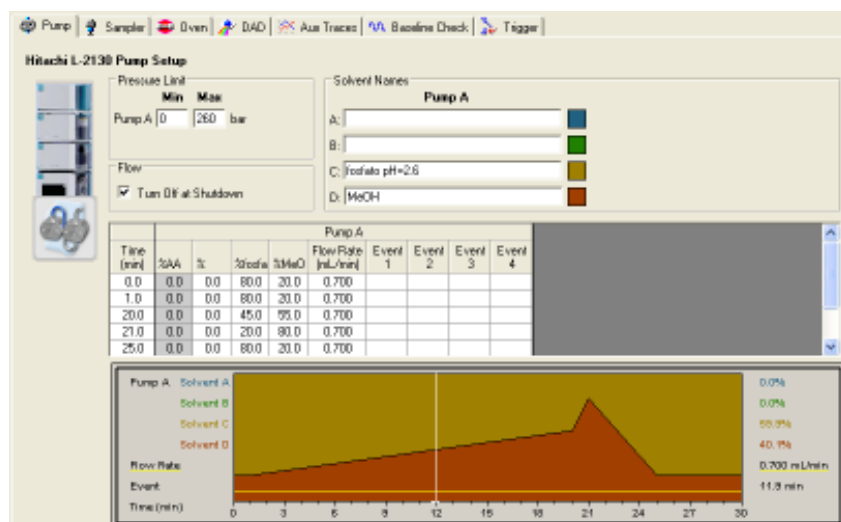 Pump Sampler Oven DAD Aux Traces Baseline Check Trigger
Hitachi L-2130 Pump Setup
Pressure Limit
Min Max
Pump A 0 260 bar
Flow
Turn Off at Shutdown
Solvent Names
Pump A
A:
B:
C: fosfato pH=2.6
D: MeOH
Pump A
Time (min) %AA % %fosfa %MeO Flow Rate (mL/min) Event 1 Event 2 Event 3 Event 4
0.0 0.0 0.0 80.0 20.0 0.700
1.0 0.0 0.0 80.0 20.0 0.700
20.0 0.0 0.0 45.0 55.0 0.700
21.0 0.0 0.0 20.0 80.0 0.700
25.0 0.0 0.0 80.0 20.0 0.700
Pump A Solvent A 0.0%
Solvent B 0.0%
Solvent C 59.9%
Solvent D 40.1%
Flow Rate 0.700 mL/min
Event 11.9 min
Time (min) 0 3 6 9 12 15 18 21 24 27 30